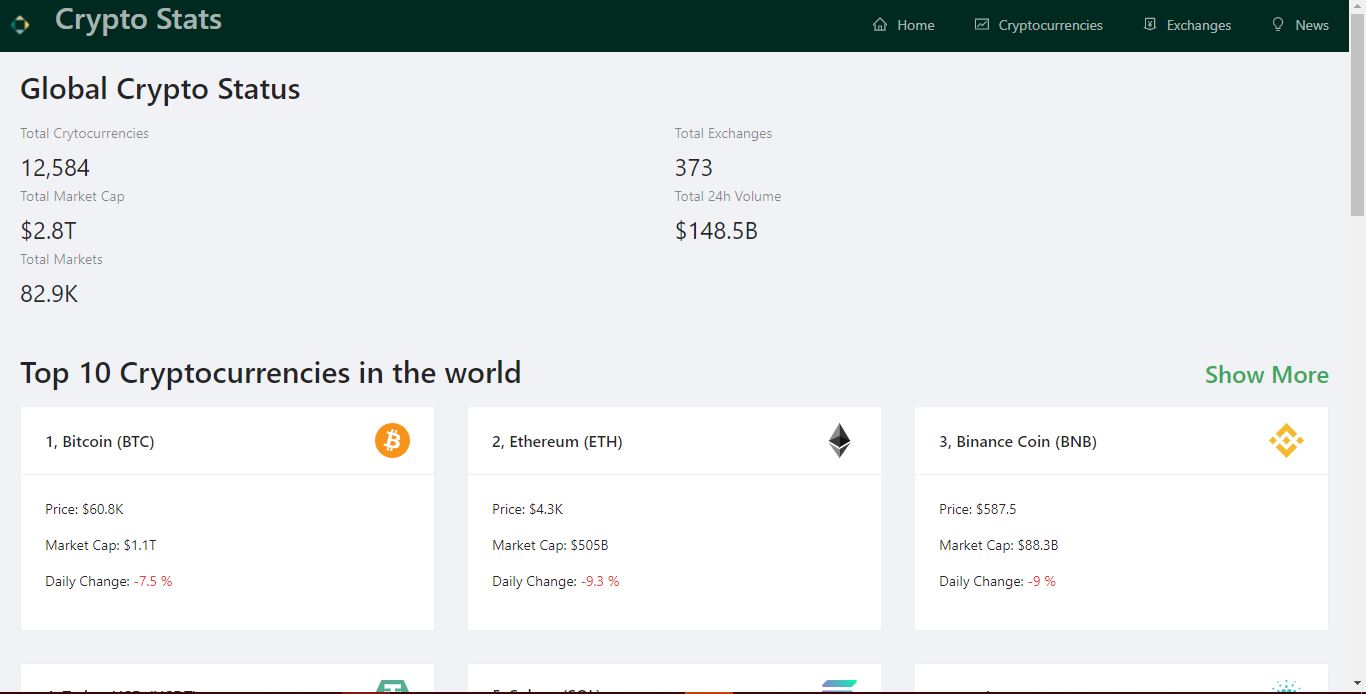 Crypto Stats
Home Cryptocurrencies Exchanges News
Global Crypto Status
Total Crytocurrencies Total Exchanges
12,584 373
Total Market Cap Total 24h Volume
$2.8T $148.5B
Total Markets
82.9K
Top 10 Cryptocurrencies in the world Show More
1, Bitcoin (BTC) 2, Ethereum (ETH) 3, Binance Coin (BNB)
Price: $60.8K Price: $4.3K Price: $587.5
Market Cap: $1.1T Market Cap: $505B Market Cap: $88.3B
Daily Change: -7.5 % Daily Change: -9.3 % Daily Change: -9 %